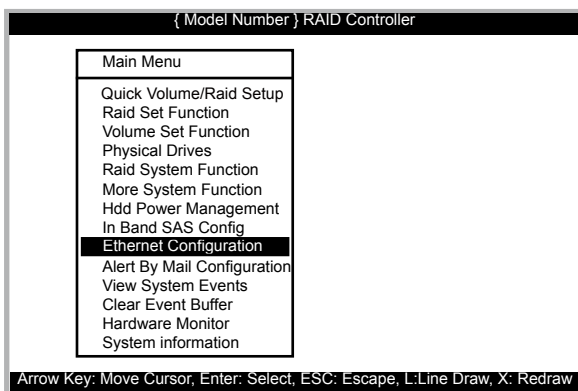 { Model Number } RAID Controller
Main Menu
Quick Volume/Raid Setup
Raid Set Function
Volume Set Function
Physical Drives
Raid System Function
More System Function
Hdd Power Management
In Band SAS Config
Ethernet Configuration
Alert By Mail Configuration
View System Events
Clear Event Buffer
Hardware Monitor
System information
Arrow Key: Move Cursor, Enter: Select, ESC: Escape, L:Line Draw, X: Redraw